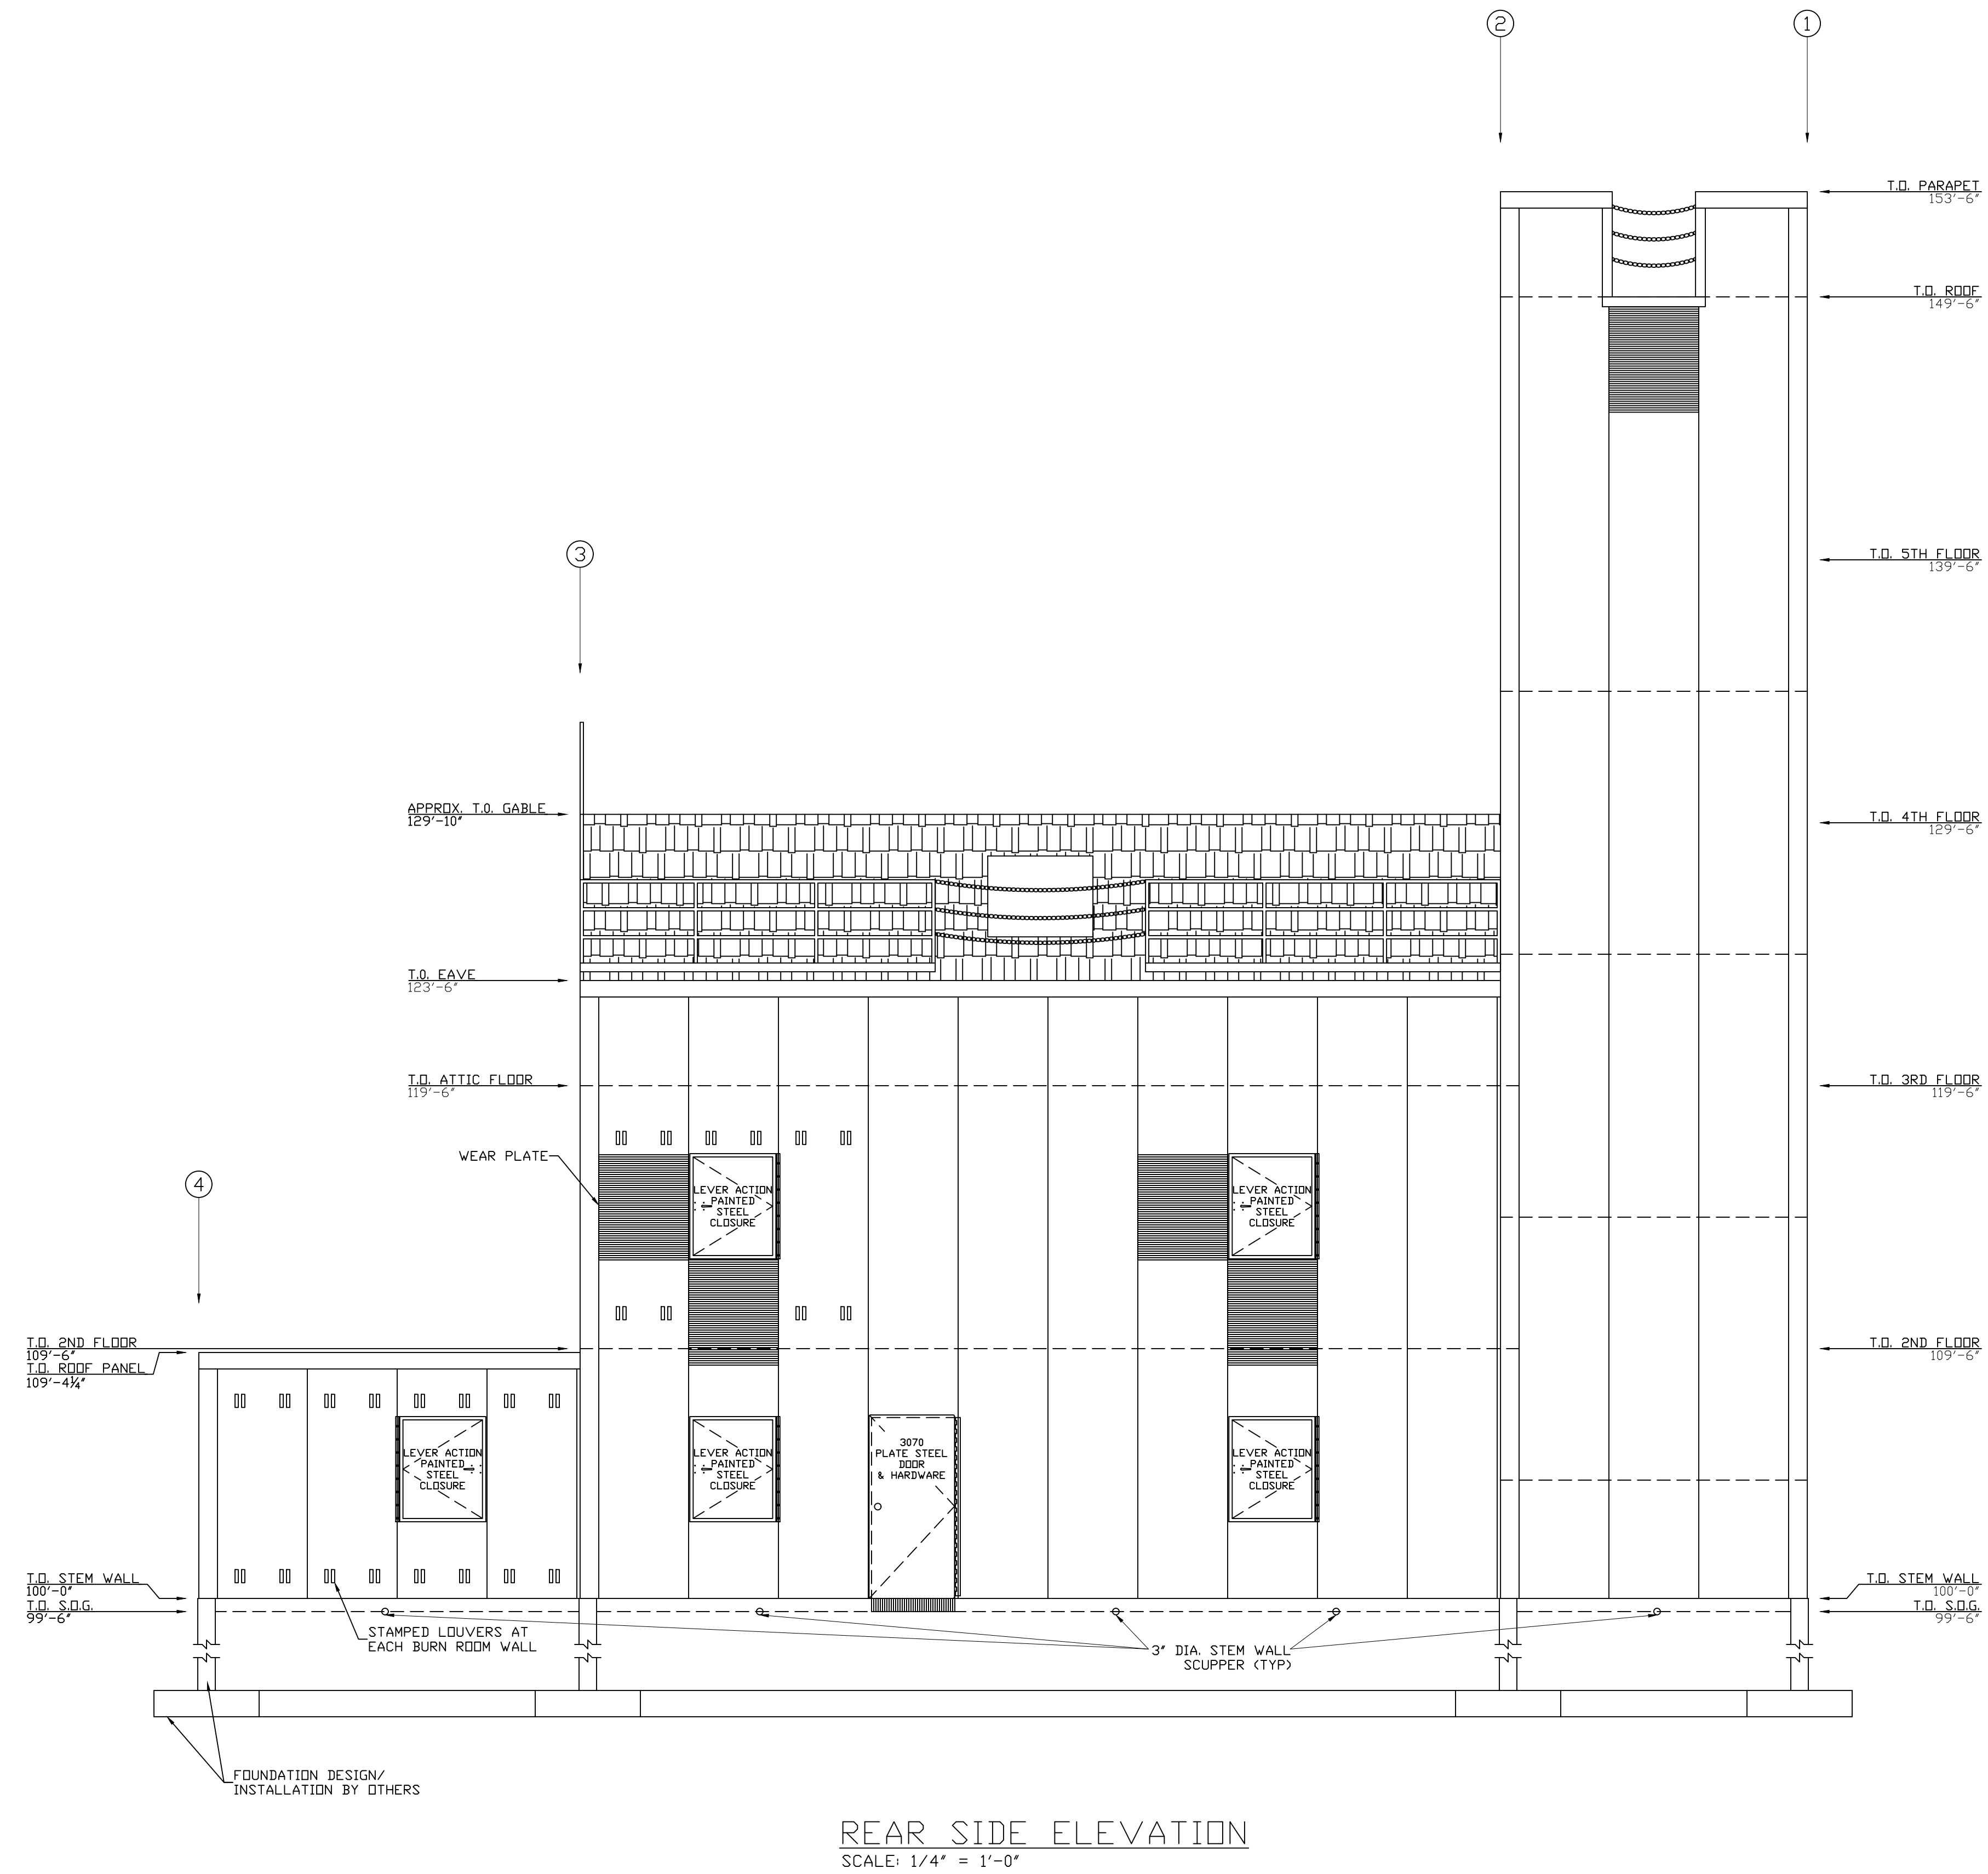 2
1
T.O. PARAPET
153'-6"
T.O. ROOF
149'-6"
3
T.O. 5TH FLOOR
139'-6"
APPROX. T.O. GABLE
129'-10"
T.O. 4TH FLOOR
129'-6"
T.O. EAVE
123'-6"
T.O. ATTIC FLOOR
119'-6"
T.O. 3RD FLOOR
119'-6"
WEAR PLATE
4
LEVER ACTION
PAINTED
STEEL
CLOSURE
LEVER ACTION
PAINTED
STEEL
CLOSURE
T.O. 2ND FLOOR
109'-6"
T.O. ROOF PANEL
109'-4¼"
T.O. 2ND FLOOR
109'-6"
LEVER ACTION
PAINTED
STEEL
CLOSURE
LEVER ACTION
PAINTED
STEEL
CLOSURE
3070
PLATE STEEL
DOOR
& HARDWARE
LEVER ACTION
PAINTED
STEEL
CLOSURE
T.O. STEM WALL
100'-0"
T.O. S.O.G.
99'-6"
T.O. STEM WALL
100'-0"
T.O. S.O.G.
99'-6"
STAMPED LOUVERS AT
EACH BURN ROOM WALL
3" DIA. STEM WALL
SCUPPER (TYP)
FOUNDATION DESIGN/
INSTALLATION BY OTHERS
REAR SIDE ELEVATION
SCALE: 1/4" = 1'-0"